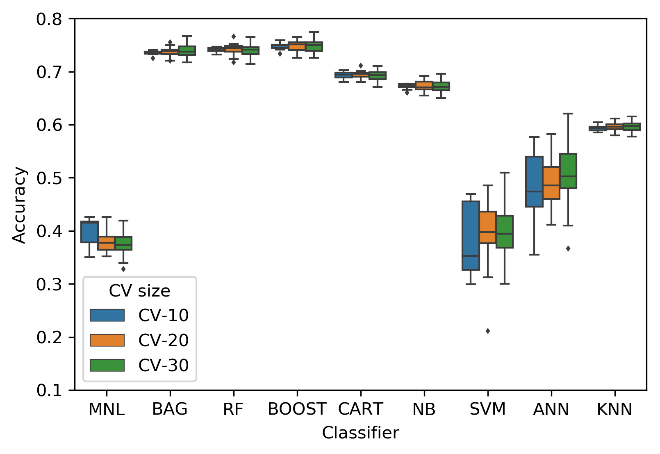 0.8
0.7
0.6
0.5
0.4
0.3
0.2
0.1
Accuracy
CV size
CV-10
CV-20
CV-30
MNL BAG RF BOOST CART NB SVM ANN KNN
Classifier